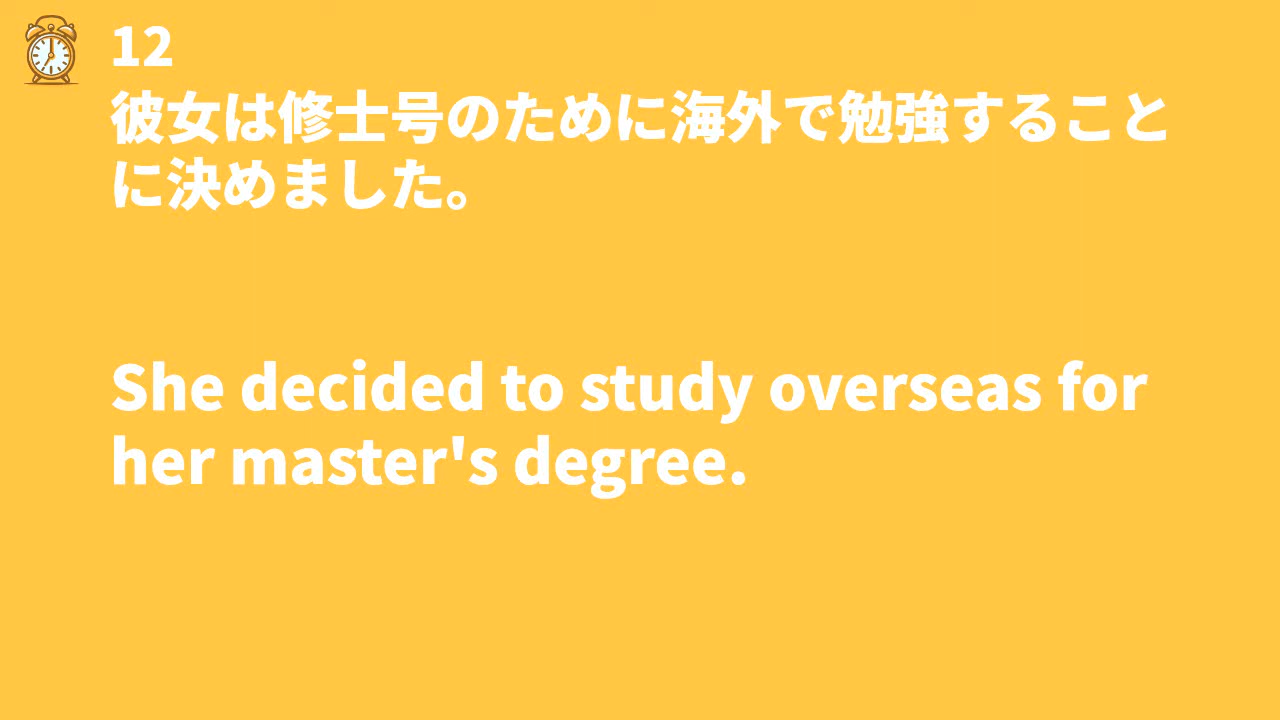 12
彼女は修士号のために海外で勉強すること
に決めました。
She decided to study overseas for
her master's degree.